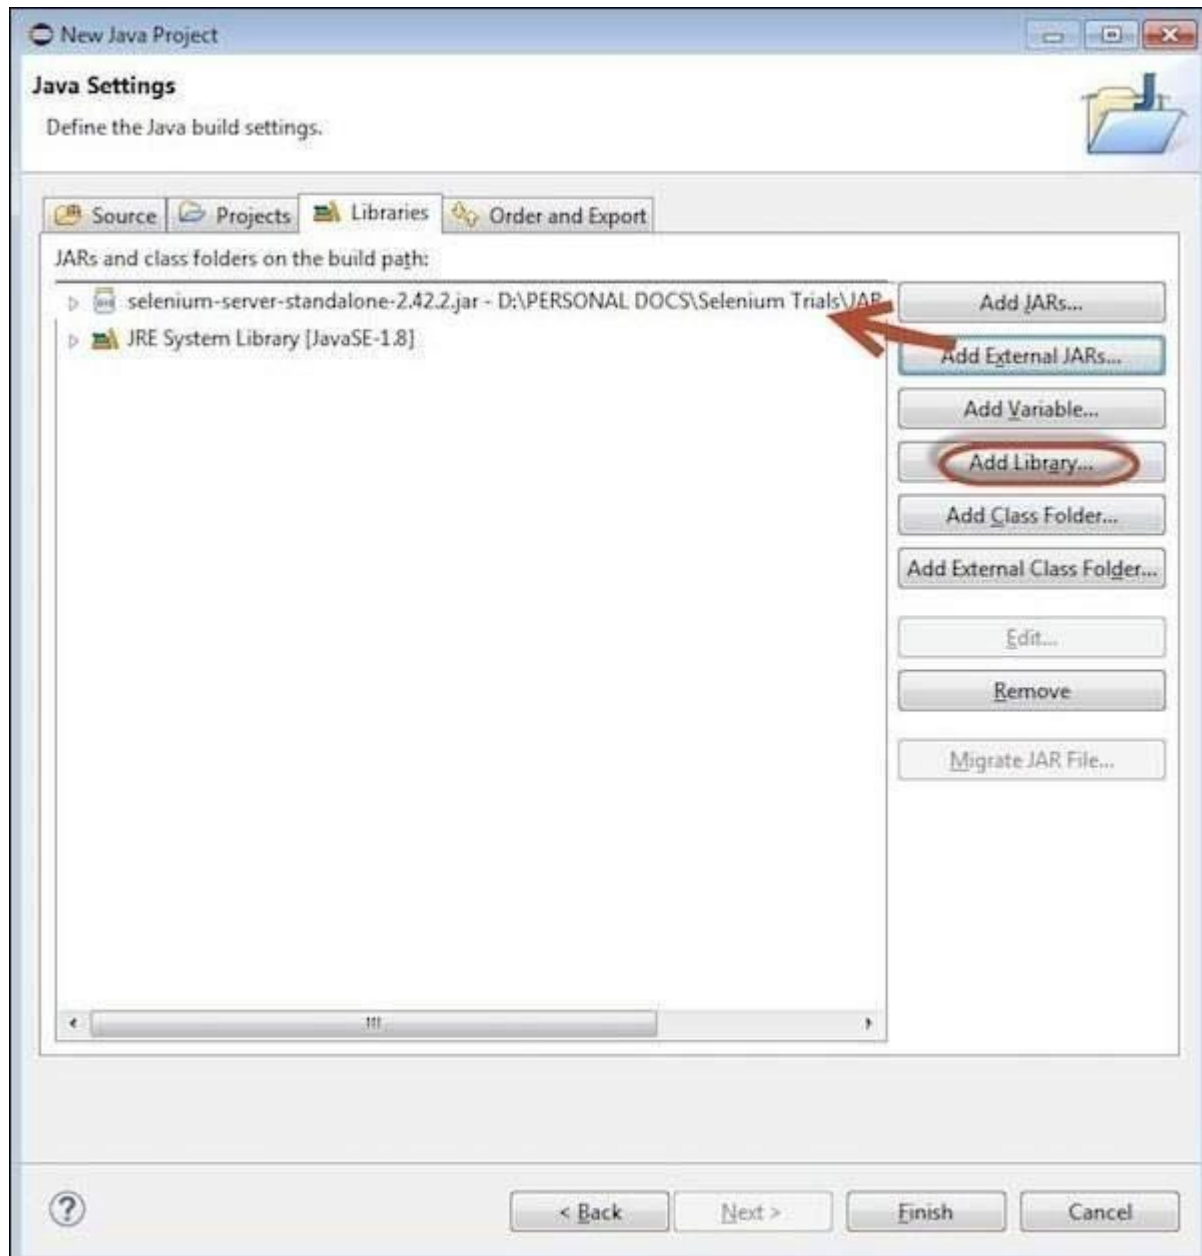 New Java Project
Java Settings
Define the Java build settings.
Source Projects Libraries Order and Export
JARs and class folders on the build path:
selenium-server-standalone-2.42.2.jar - D:\PERSONAL DOCS\Selenium Trials\JAR
JRE System Library [JavaSE-1.8]
Add JARs...
Add External JARs...
Add Variable...
Add Library...
Add Class Folder...
Add External Class Folder...
Edit...
Remove
Migrate JAR File...
? < Back Next > Finish Cancel